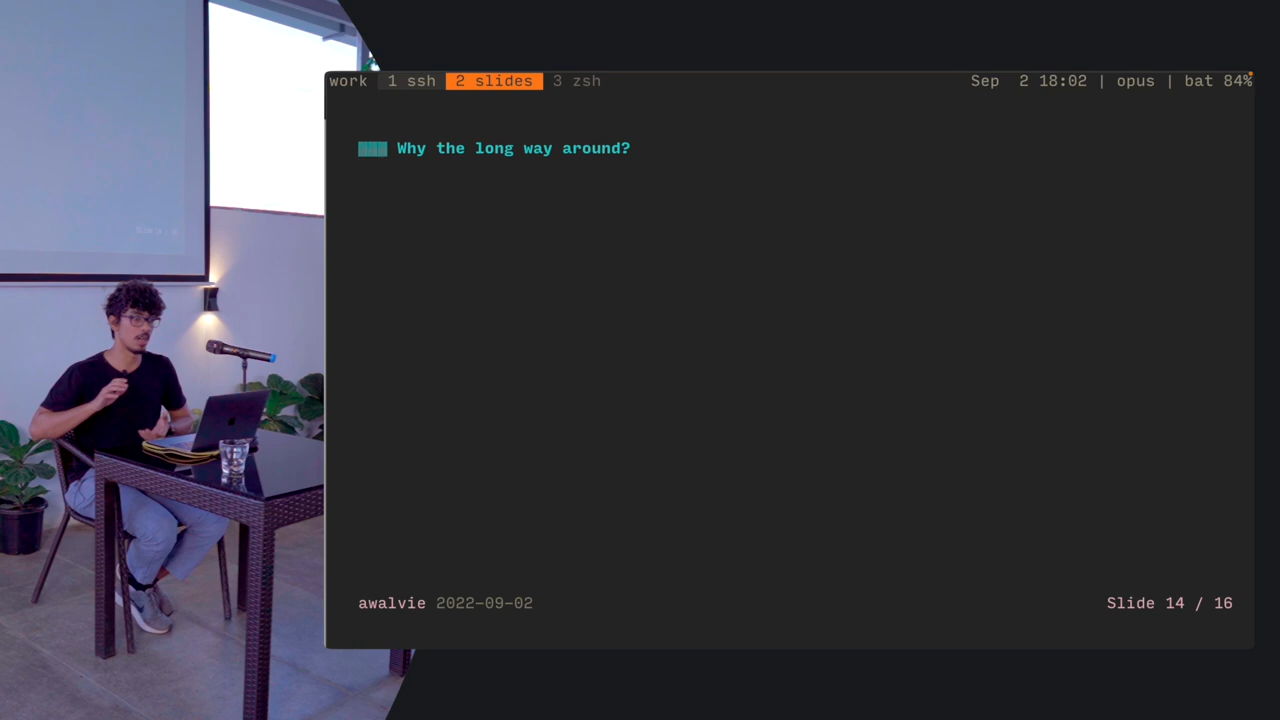 work 1 ssh 2 slides 3 zsh Sep 2 18:02 | opus | bat 84%
Why the long way around?
awalvie 2022-09-02 Slide 14 / 16